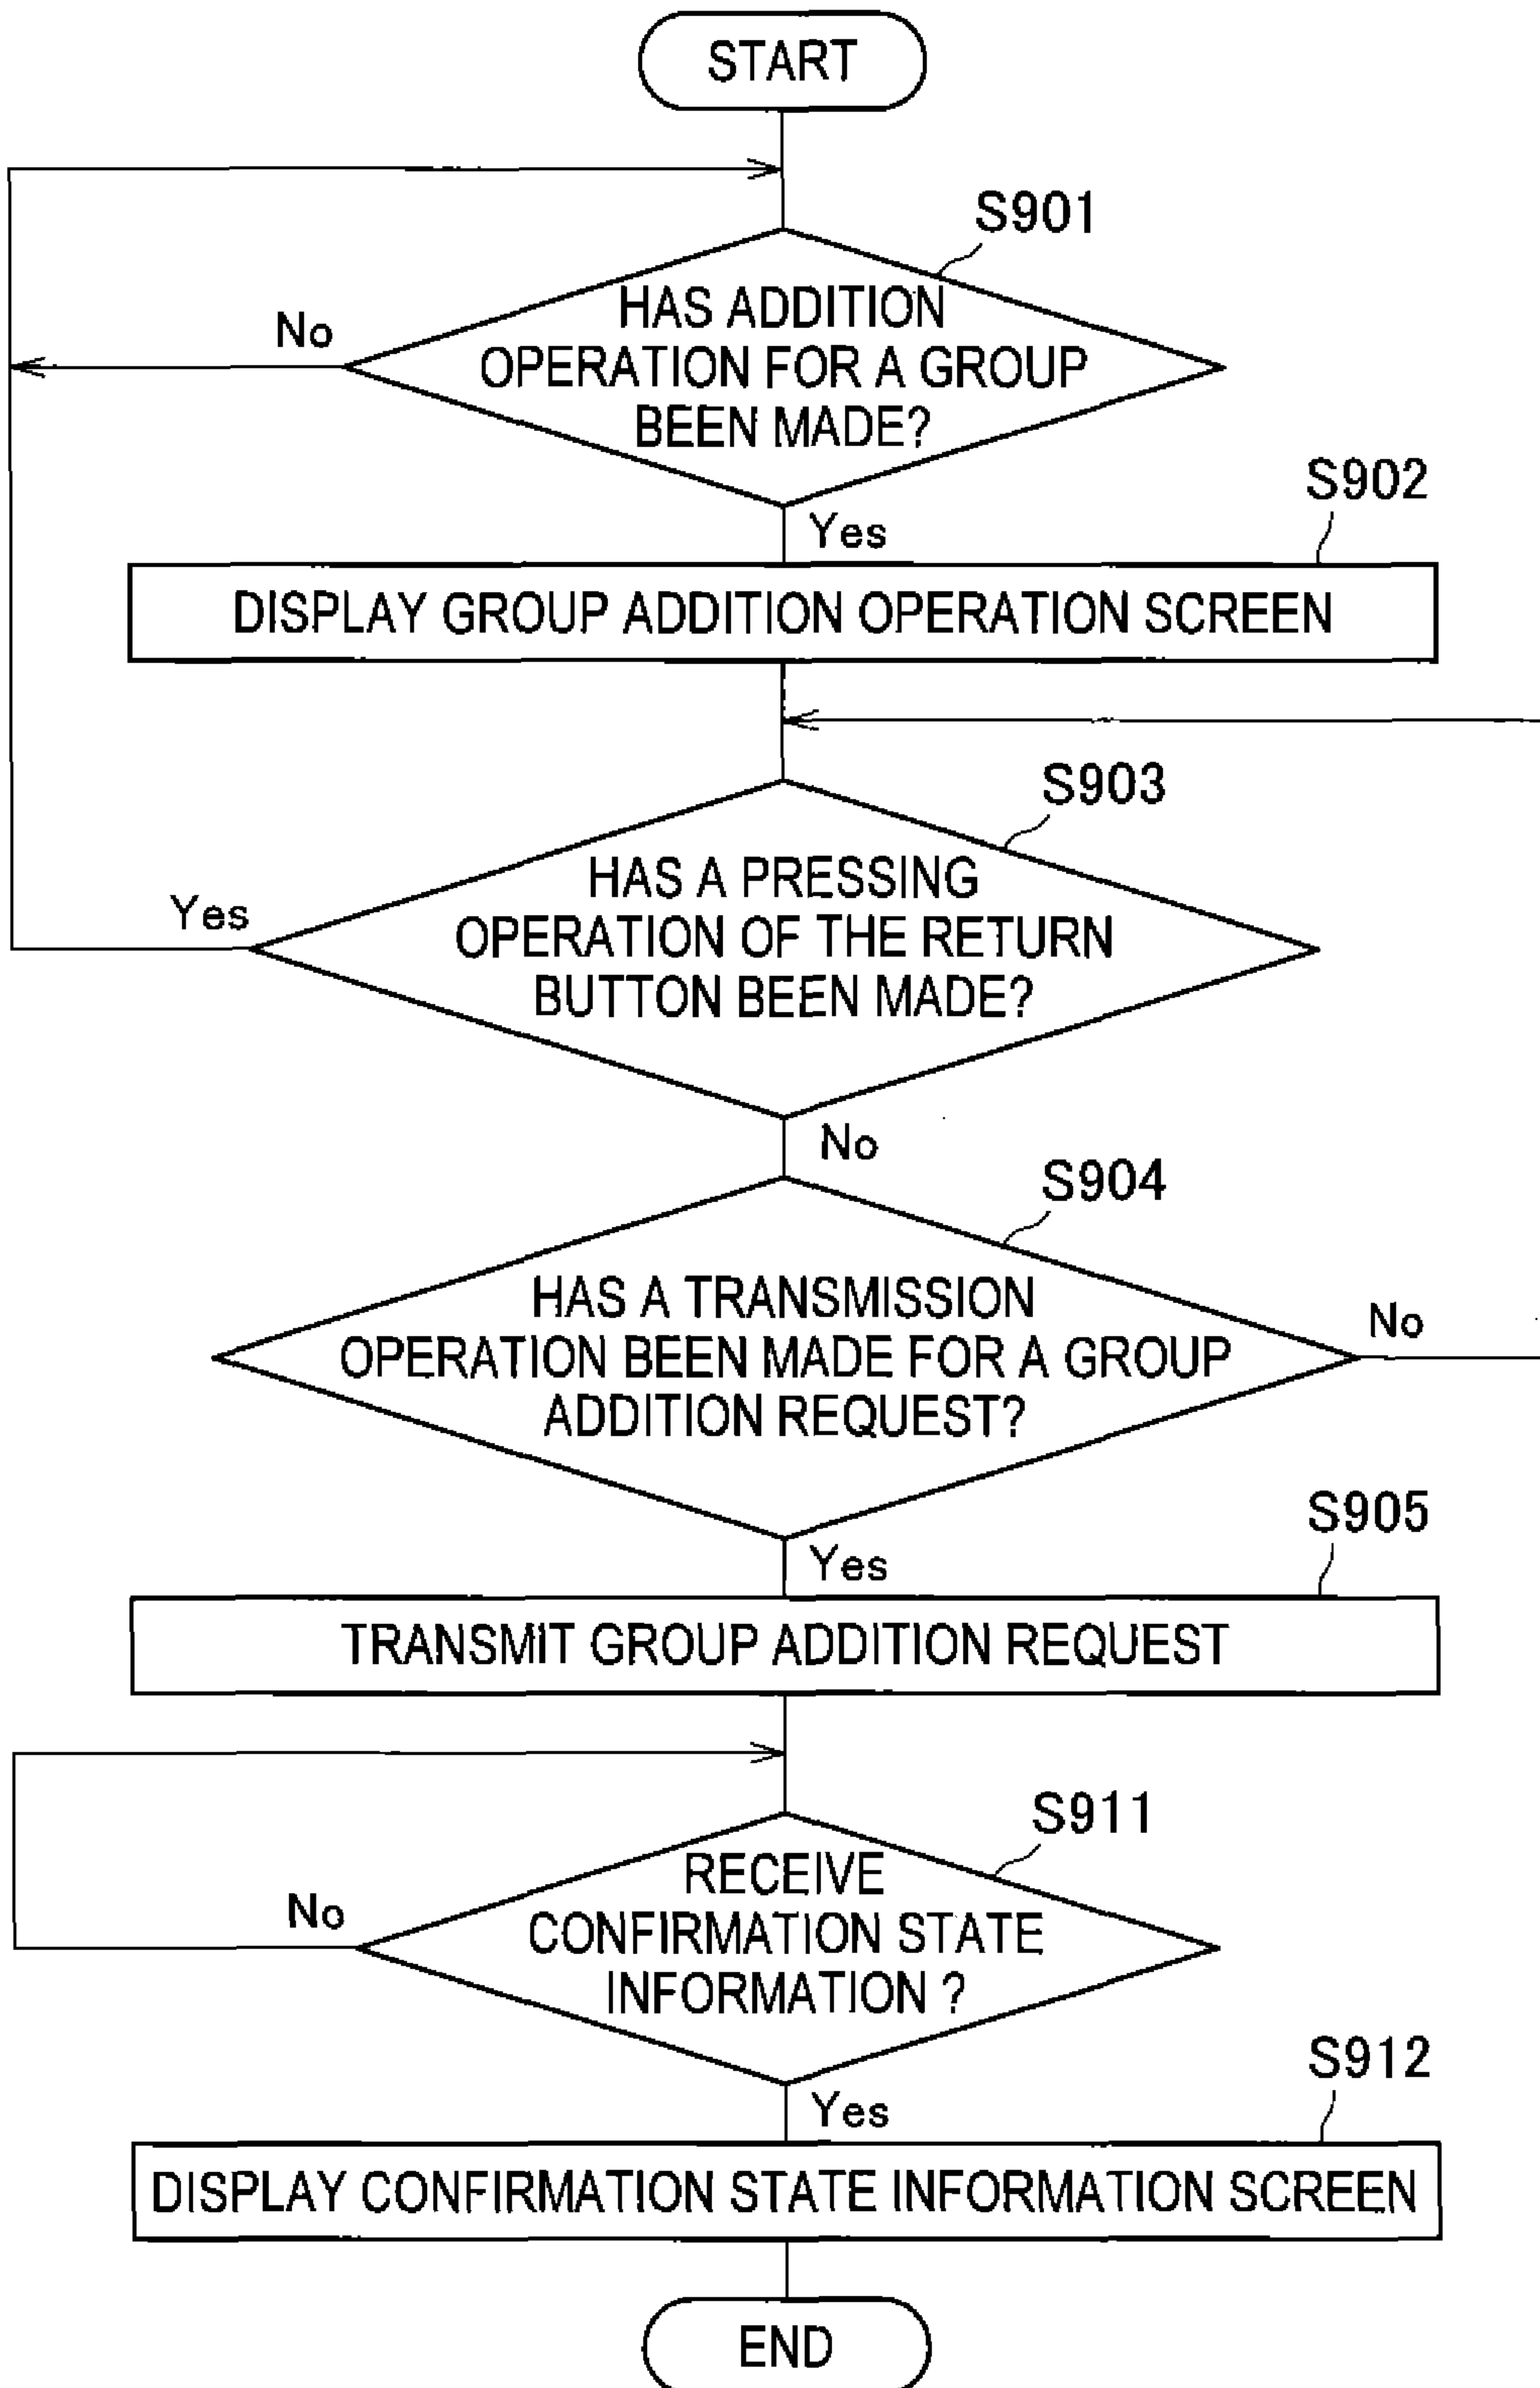 START
S901
HAS ADDITION
OPERATION FOR A GROUP
BEEN MADE?
No
Yes
S902
DISPLAY GROUP ADDITION OPERATION SCREEN
S903
HAS A PRESSING
OPERATION OF THE RETURN
BUTTON BEEN MADE?
Yes
No
S904
HAS A TRANSMISSION
OPERATION BEEN MADE FOR A GROUP
ADDITION REQUEST?
No
Yes
S905
TRANSMIT GROUP ADDITION REQUEST
S911
RECEIVE
CONFIRMATION STATE
INFORMATION ?
No
Yes
S912
DISPLAY CONFIRMATION STATE INFORMATION SCREEN
END